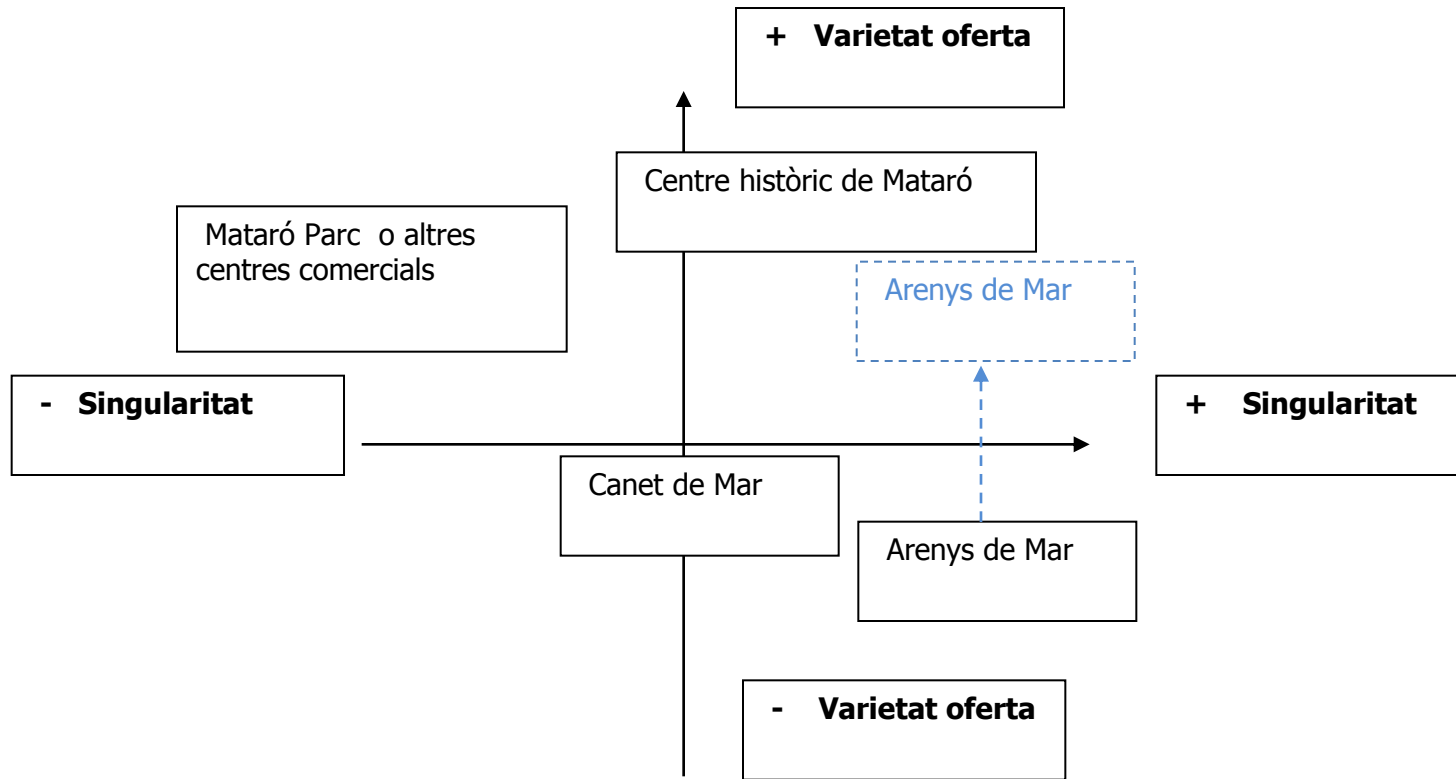 + Varietat oferta
Centre històric de Mataró
Mataró Parc o altres
centres comercials
Arenys de Mar
- Singularitat
+ Singularitat
Canet de Mar
Arenys de Mar
- Varietat oferta